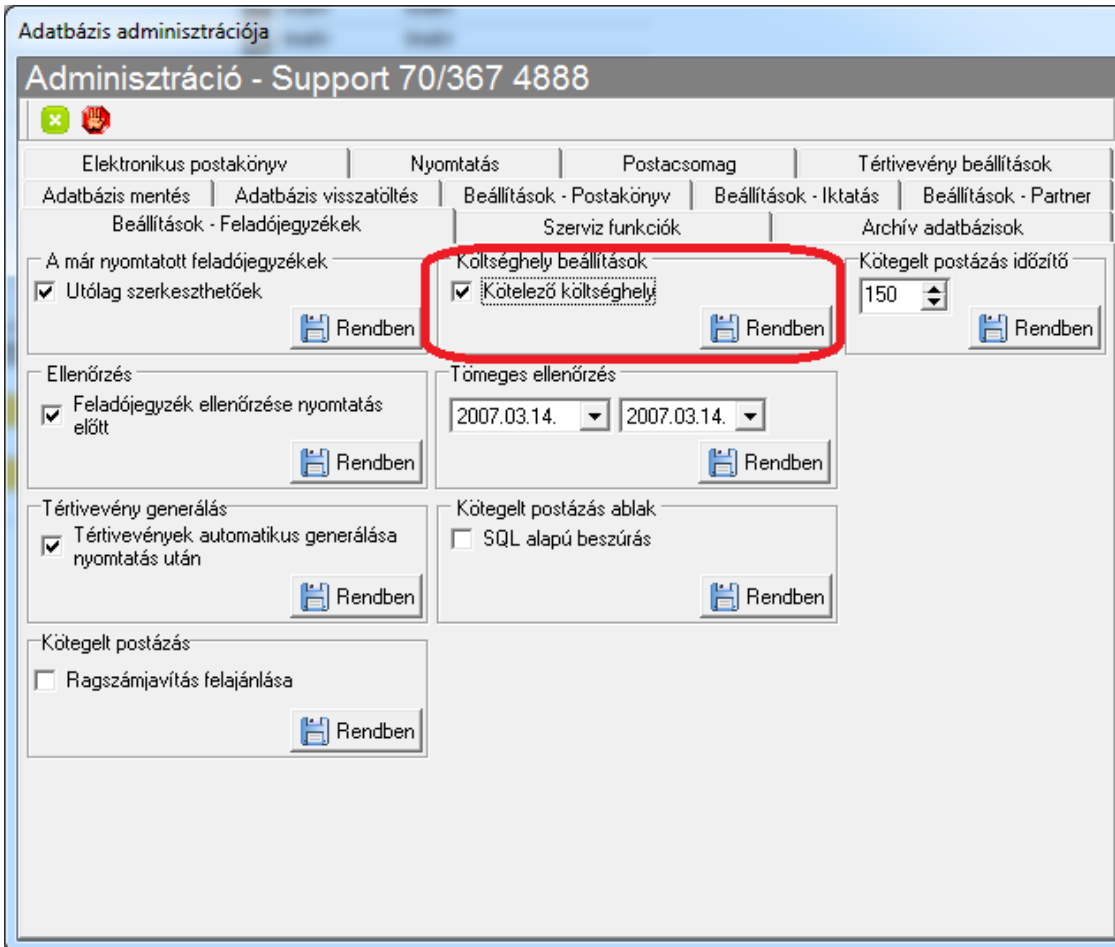 Adatbázis adminisztrációja
Adminisztráció - Support 70/367 4888
Elektronikus postakönyv
Nyomtatás
Postacsomag
Tértivevény beállítások
Adatbázis mentés
Adatbázis visszatöltés
Beállítások - Postakönyv
Beállítások - Iktatás
Beállítások - Partner
Beállítások - Feladójegyzékek
Szerviz funkciók
Archív adatbázisok
A már nyomtatott feladójegyzékek
Utólag szerkeszthetőek
Rendben
Költséghely beállítások
Kötelező költséghely
Rendben
Kötegelt postázás időzítő
150
Rendben
Ellenőrzés
Feladójegyzék ellenőrzése nyomtatás
előtt
Rendben
Tömeges ellenőrzés
2007.03.14.
2007.03.14.
Rendben
Tértivevény generálás
Tértivevények automatikus generálása
nyomtatás után
Rendben
Kötegelt postázás ablak
SQL alapú beszúrás
Rendben
Kötegelt postázás
Ragszámjavítás felajánlása
Rendben